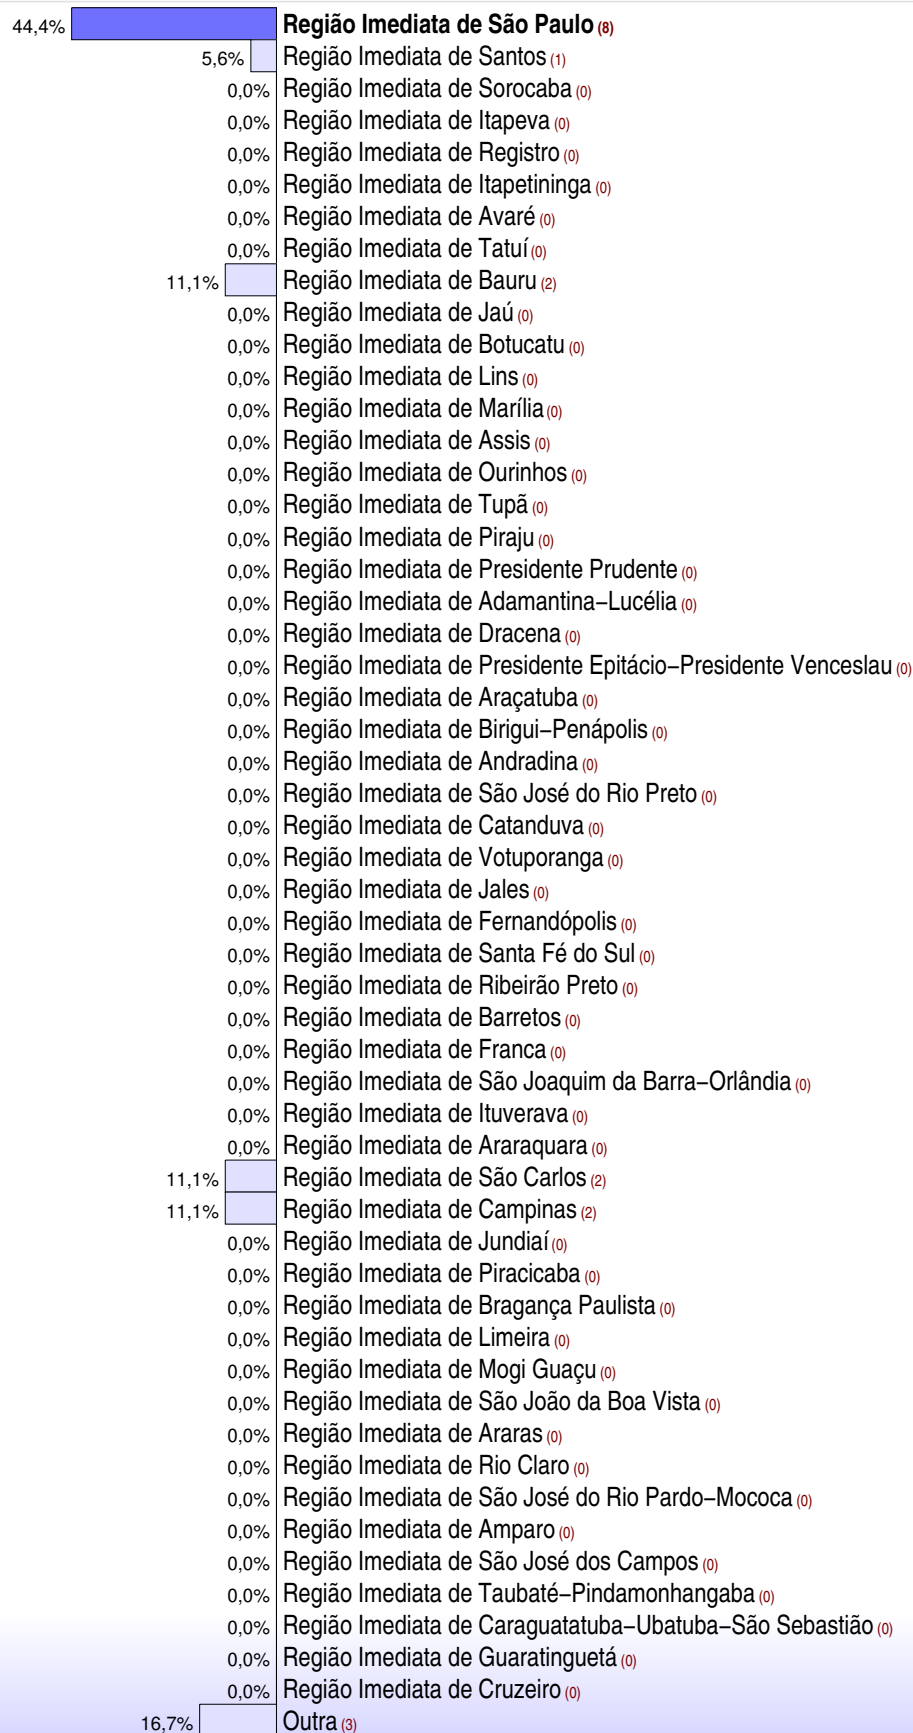 44,4% Região Imediata de São Paulo (8)
5,6% Região Imediata de Santos (1)
0,0% Região Imediata de Sorocaba (0)
0,0% Região Imediata de Itapeva (0)
0,0% Região Imediata de Registro (0)
0,0% Região Imediata de Itapetininga (0)
0,0% Região Imediata de Avaré (0)
0,0% Região Imediata de Tatuí (0)
11,1% Região Imediata de Bauru (2)
0,0% Região Imediata de Jaú (0)
0,0% Região Imediata de Botucatu (0)
0,0% Região Imediata de Lins (0)
0,0% Região Imediata de Marília (0)
0,0% Região Imediata de Assis (0)
0,0% Região Imediata de Ourinhos (0)
0,0% Região Imediata de Tupã (0)
0,0% Região Imediata de Piraju (0)
0,0% Região Imediata de Presidente Prudente (0)
0,0% Região Imediata de Adamantina−Lucélia (0)
0,0% Região Imediata de Dracena (0)
0,0% Região Imediata de Presidente Epitácio−Presidente Venceslau (0)
0,0% Região Imediata de Araçatuba (0)
0,0% Região Imediata de Birigui−Penápolis (0)
0,0% Região Imediata de Andradina (0)
0,0% Região Imediata de São José do Rio Preto (0)
0,0% Região Imediata de Catanduva (0)
0,0% Região Imediata de Votuporanga (0)
0,0% Região Imediata de Jales (0)
0,0% Região Imediata de Fernandópolis (0)
0,0% Região Imediata de Santa Fé do Sul (0)
0,0% Região Imediata de Ribeirão Preto (0)
0,0% Região Imediata de Barretos (0)
0,0% Região Imediata de Franca (0)
0,0% Região Imediata de São Joaquim da Barra−Orlândia (0)
0,0% Região Imediata de Ituverava (0)
0,0% Região Imediata de Araraquara (0)
11,1% Região Imediata de São Carlos (2)
11,1% Região Imediata de Campinas (2)
0,0% Região Imediata de Jundiaí (0)
0,0% Região Imediata de Piracicaba (0)
0,0% Região Imediata de Bragança Paulista (0)
0,0% Região Imediata de Limeira (0)
0,0% Região Imediata de Mogi Guaçu (0)
0,0% Região Imediata de São João da Boa Vista (0)
0,0% Região Imediata de Araras (0)
0,0% Região Imediata de Rio Claro (0)
0,0% Região Imediata de São José do Rio Pardo−Mococa (0)
0,0% Região Imediata de Amparo (0)
0,0% Região Imediata de São José dos Campos (0)
0,0% Região Imediata de Taubaté−Pindamonhangaba (0)
0,0% Região Imediata de Caraguatatuba−Ubatuba−São Sebastião (0)
0,0% Região Imediata de Guaratinguetá (0)
0,0% Região Imediata de Cruzeiro (0)
16,7% Outra (3)